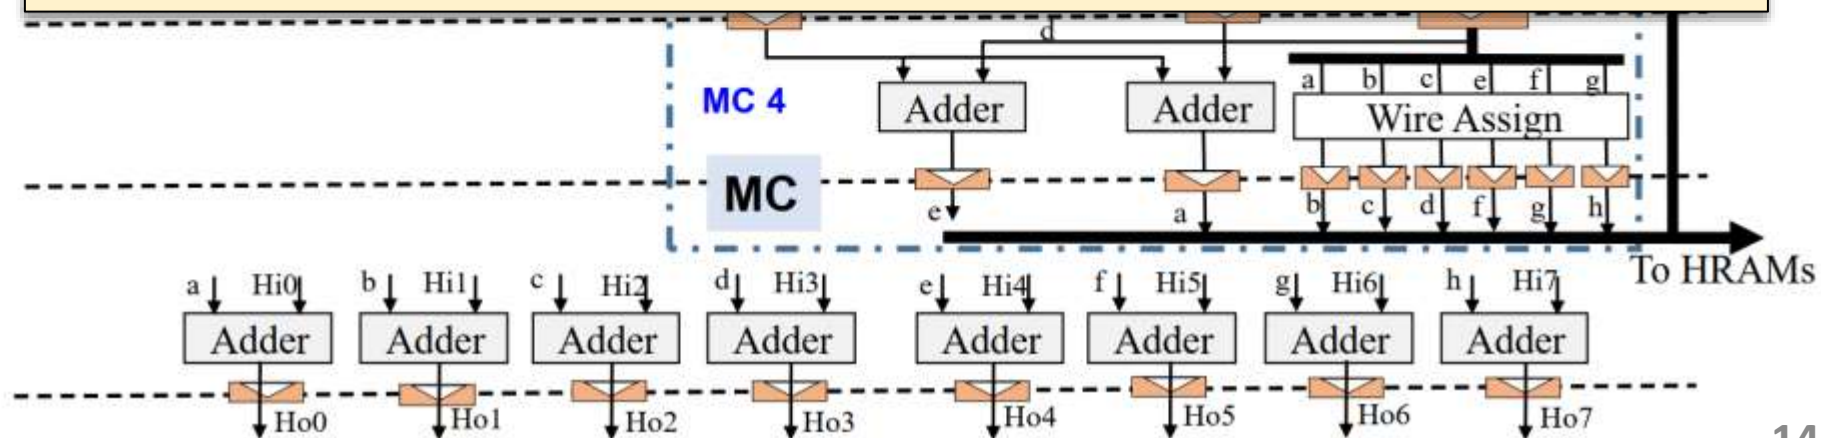 d
a b c e f g
MC 4
Adder Adder Wire Assign
MC
e a b c d f g h
To HRAMs
a Hi0 b Hi1 c Hi2 d Hi3 e Hi4 f Hi5 g Hi6 h Hi7
Adder Adder Adder Adder Adder Adder Adder Adder
Ho0 Ho1 Ho2 Ho3 Ho4 Ho5 Ho6 Ho7
14